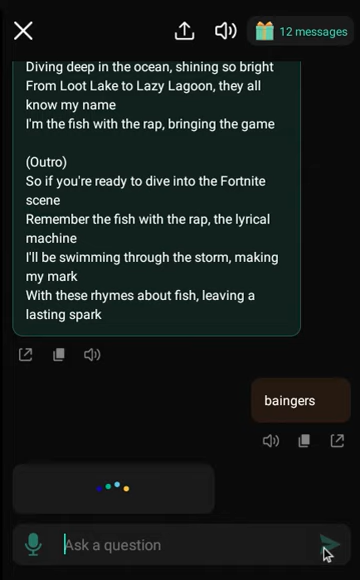 12 messages
Diving deep in the ocean, shining so bright
From Loot Lake to Lazy Lagoon, they all
know my name
I'm the fish with the rap, bringing the game
(Outro)
So if you're ready to dive into the Fortnite
scene
Remember the fish with the rap, the lyrical
machine
I'll be swimming through the storm, making
my mark
With these rhymes about fish, leaving a
lasting spark
baingers
Ask a question